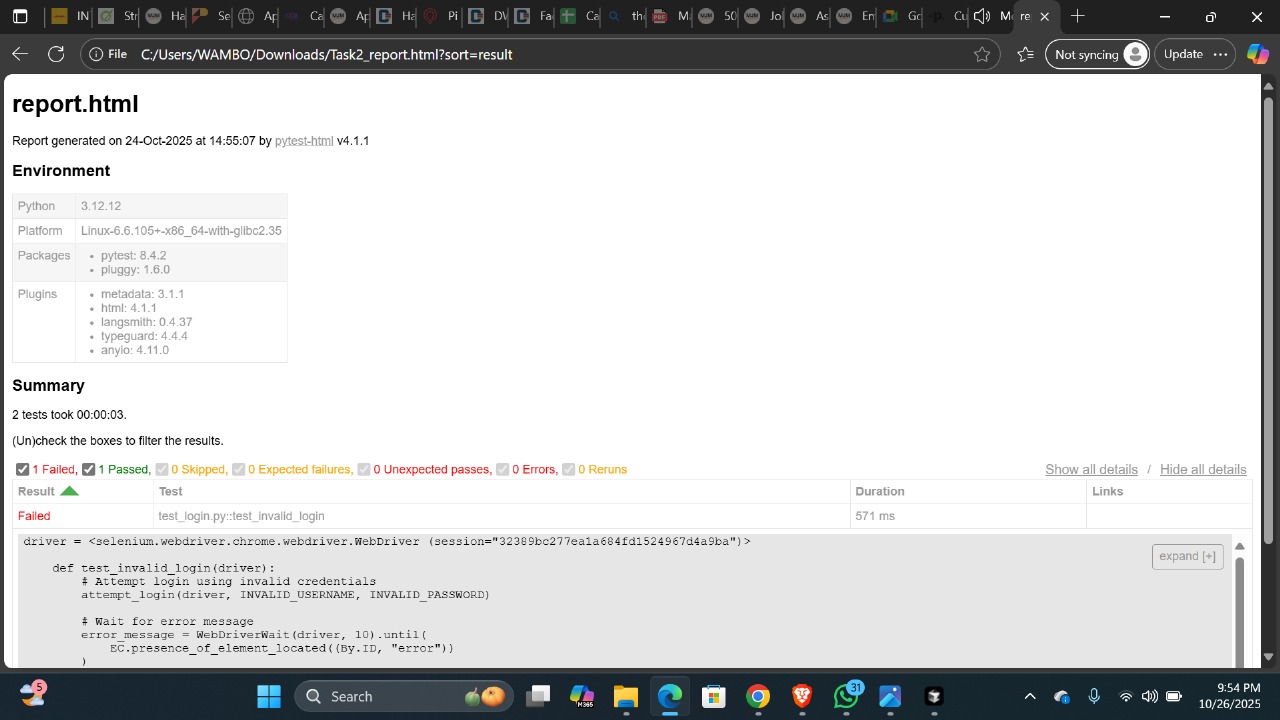 IN
Str
Ha
Se
Ap
Ca
Ap
Ha
Pi
DV
Fac
Ca
the
Ma
50
Jo
As
En
Go
Cu
Mo
re
File
C:/Users/WAMBO/Downloads/Task2_report.html?sort=result
Not syncing
Update
report.html
Report generated on 24-Oct-2025 at 14:55:07 by pytest-html v4.1.1
Environment
Python 3.12.12
Platform Linux-6.6.105+-x86_64-with-glibc2.35
Packages
• pytest: 8.4.2
• pluggy: 1.6.0
Plugins
• metadata: 3.1.1
• html: 4.1.1
• langsmith: 0.4.37
• typeguard: 4.4.4
• anyio: 4.11.0
Summary
2 tests took 00:00:03.
(Un)check the boxes to filter the results.
1 Failed, 1 Passed, 0 Skipped, 0 Expected failures, 0 Unexpected passes, 0 Errors, 0 Reruns
Show all details / Hide all details
Result Test Duration Links
Failed test_login.py::test_invalid_login 571 ms
driver = <selenium.webdriver.chrome.webdriver.WebDriver (session="32389bc277ea1a684fd1524967d4a9ba")>
expand [+]
def test_invalid_login(driver):
# Attempt login using invalid credentials
attempt_login(driver, INVALID_USERNAME, INVALID_PASSWORD)
# Wait for error message
error_message = WebDriverWait(driver, 10).until(
EC.presence_of_element_located((By.ID, "error"))
)
5
Search
M365
31
9:54 PM
10/26/2025